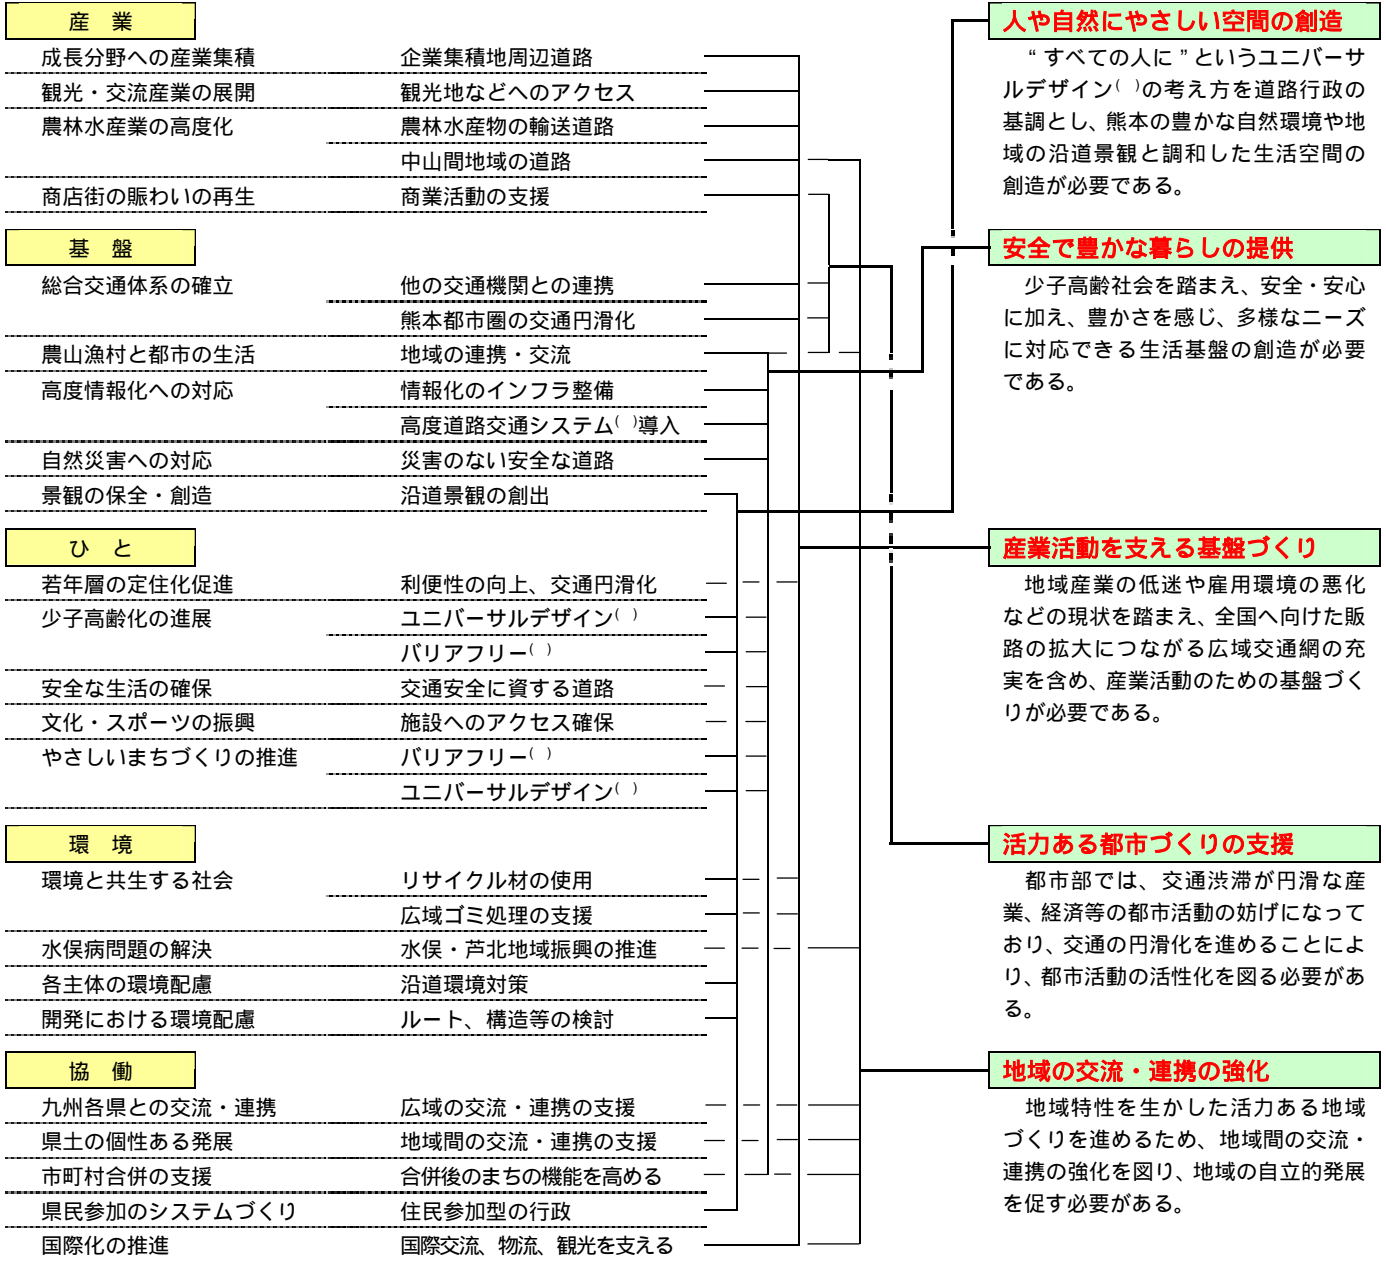 産　業
成長分野への産業集積　企業集積地周辺道路
観光・交流産業の展開　観光地などへのアクセス
農林水産業の高度化　農林水産物の輸送道路
中山間地域の道路
商店街の賑わいの再生　商業活動の支援
基　盤
総合交通体系の確立　他の交通機関との連携
熊本都市圏の交通円滑化
農山漁村と都市の生活　地域の連携・交流
高度情報化への対応　情報化のインフラ整備
高度道路交通システム(　)導入
自然災害への対応　災害のない安全な道路
景観の保全・創造　沿道景観の創出
ひ　と
若年層の定住化促進　利便性の向上、交通円滑化
少子高齢化の進展　ユニバーサルデザイン(　)
バリアフリー(　)
安全な生活の確保　交通安全に資する道路
文化・スポーツの振興　施設へのアクセス確保
やさしいまちづくりの推進　バリアフリー(　)
ユニバーサルデザイン(　)
環　境
環境と共生する社会　リサイクル材の使用
広域ゴミ処理の支援
水俣病問題の解決　水俣・芦北地域振興の推進
各主体の環境配慮　沿道環境対策
開発における環境配慮　ルート、構造等の検討
協　働
九州各県との交流・連携　広域の交流・連携の支援
県土の個性ある発展　地域間の交流・連携の支援
市町村合併の支援　合併後のまちの機能を高める
県民参加のシステムづくり　住民参加型の行政
国際化の推進　国際交流、物流、観光を支える
人や自然にやさしい空間の創造
“すべての人に”というユニバーサ
ルデザイン(　)の考え方を道路行政の
基調とし、熊本の豊かな自然環境や地
域の沿道景観と調和した生活空間の
創造が必要である。
安全で豊かな暮らしの提供
少子高齢社会を踏まえ、安全・安心
に加え、豊かさを感じ、多様なニーズ
に対応できる生活基盤の創造が必要
である。
産業活動を支える基盤づくり
地域産業の低迷や雇用環境の悪化
などの現状を踏まえ、全国へ向けた販
路の拡大につながる広域交通網の充
実を含め、産業活動のための基盤づく
りが必要である。
活力ある都市づくりの支援
都市部では、交通渋滞が円滑な産
業、経済等の都市活動の妨げになって
おり、交通の円滑化を進めることによ
り、都市活動の活性化を図る必要があ
る。
地域の交流・連携の強化
地域特性を生かした活力ある地域
づくりを進めるため、地域間の交流・
連携の強化を図り、地域の自立的発展
を促す必要がある。